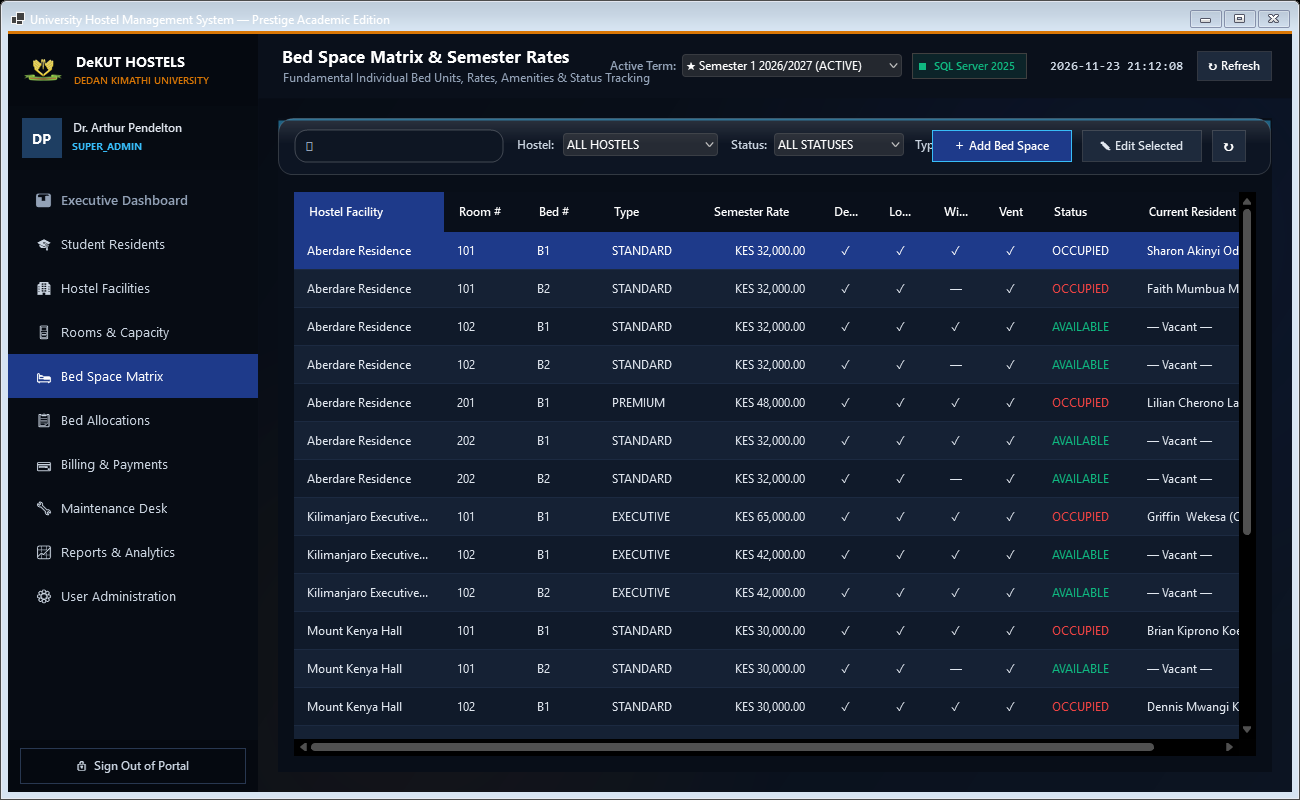 University Hostel Management System — Prestige Academic Edition
DeKUT HOSTELS
DEDAN KIMATHI UNIVERSITY
DP
Dr. Arthur Pendelton
SUPER_ADMIN
Executive Dashboard
Student Residents
Hostel Facilities
Rooms & Capacity
Bed Space Matrix
Bed Allocations
Billing & Payments
Maintenance Desk
Reports & Analytics
User Administration
Sign Out of Portal
Bed Space Matrix & Semester Rates
Fundamental Individual Bed Units, Rates, Amenities & Status Tracking
Active Term: ★ Semester 1 2026/2027 (ACTIVE)
SQL Server 2025
2026-11-23 21:12:08
↻ Refresh
Hostel: ALL HOSTELS Status: ALL STATUSES Typ + Add Bed Space Edit Selected ↻
Hostel Facility Room # Bed # Type Semester Rate De... Lo... Wi... Vent Status Current Resident
Aberdare Residence 101 B1 STANDARD KES 32,000.00 ✓ ✓ ✓ ✓ OCCUPIED Sharon Akinyi Od
Aberdare Residence 101 B2 STANDARD KES 32,000.00 ✓ ✓ — ✓ OCCUPIED Faith Mumbua M
Aberdare Residence 102 B1 STANDARD KES 32,000.00 ✓ ✓ ✓ ✓ AVAILABLE — Vacant —
Aberdare Residence 102 B2 STANDARD KES 32,000.00 ✓ ✓ — ✓ AVAILABLE — Vacant —
Aberdare Residence 201 B1 PREMIUM KES 48,000.00 ✓ ✓ ✓ ✓ OCCUPIED Lilian Cherono La
Aberdare Residence 202 B1 STANDARD KES 32,000.00 ✓ ✓ ✓ ✓ AVAILABLE — Vacant —
Aberdare Residence 202 B2 STANDARD KES 32,000.00 ✓ ✓ — ✓ AVAILABLE — Vacant —
Kilimanjaro Executive... 101 B1 EXECUTIVE KES 65,000.00 ✓ ✓ ✓ ✓ OCCUPIED Griffin Wekesa (C
Kilimanjaro Executive... 102 B1 EXECUTIVE KES 42,000.00 ✓ ✓ ✓ ✓ AVAILABLE — Vacant —
Kilimanjaro Executive... 102 B2 EXECUTIVE KES 42,000.00 ✓ ✓ ✓ ✓ AVAILABLE — Vacant —
Mount Kenya Hall 101 B1 STANDARD KES 30,000.00 ✓ ✓ ✓ ✓ OCCUPIED Brian Kiprono Koe
Mount Kenya Hall 101 B2 STANDARD KES 30,000.00 ✓ ✓ — ✓ AVAILABLE — Vacant —
Mount Kenya Hall 102 B1 STANDARD KES 30,000.00 ✓ ✓ ✓ ✓ OCCUPIED Dennis Mwangi K